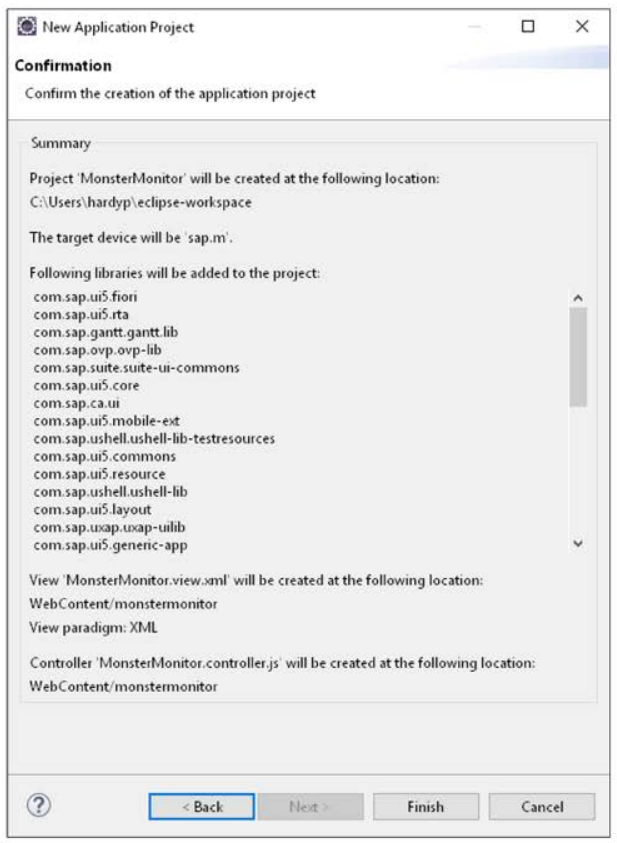 New Application Project
Confirmation
Confirm the creation of the application project
Summary
Project 'MonsterMonitor' will be created at the following location:
C:\Users\hardyp\eclipse-workspace
The target device will be 'sap.m'.
Following libraries will be added to the project:
com.sap.ui5.fiori
com.sap.ui5.rta
com.sap.gantt.gantt.lib
com.sap.ovp.ovp-lib
com.sap.suite.suite-ui-commons
com.sap.ui5.core
com.sap.ca.ui
com.sap.ui5.mobile-ext
com.sap.ushell.ushell-lib-testresources
com.sap.ui5.commons
com.sap.ui5.resource
com.sap.ushell.ushell-lib
com.sap.ui5.layout
com.sap.uxap.uxap-uilib
com.sap.ui5.generic-app
View 'MonsterMonitor.view.xml' will be created at the following location:
WebContent/monstermonitor
View paradigm: XML
Controller 'MonsterMonitor.controller.js' will be created at the following location:
WebContent/monstermonitor
? < Back Next > Finish Cancel